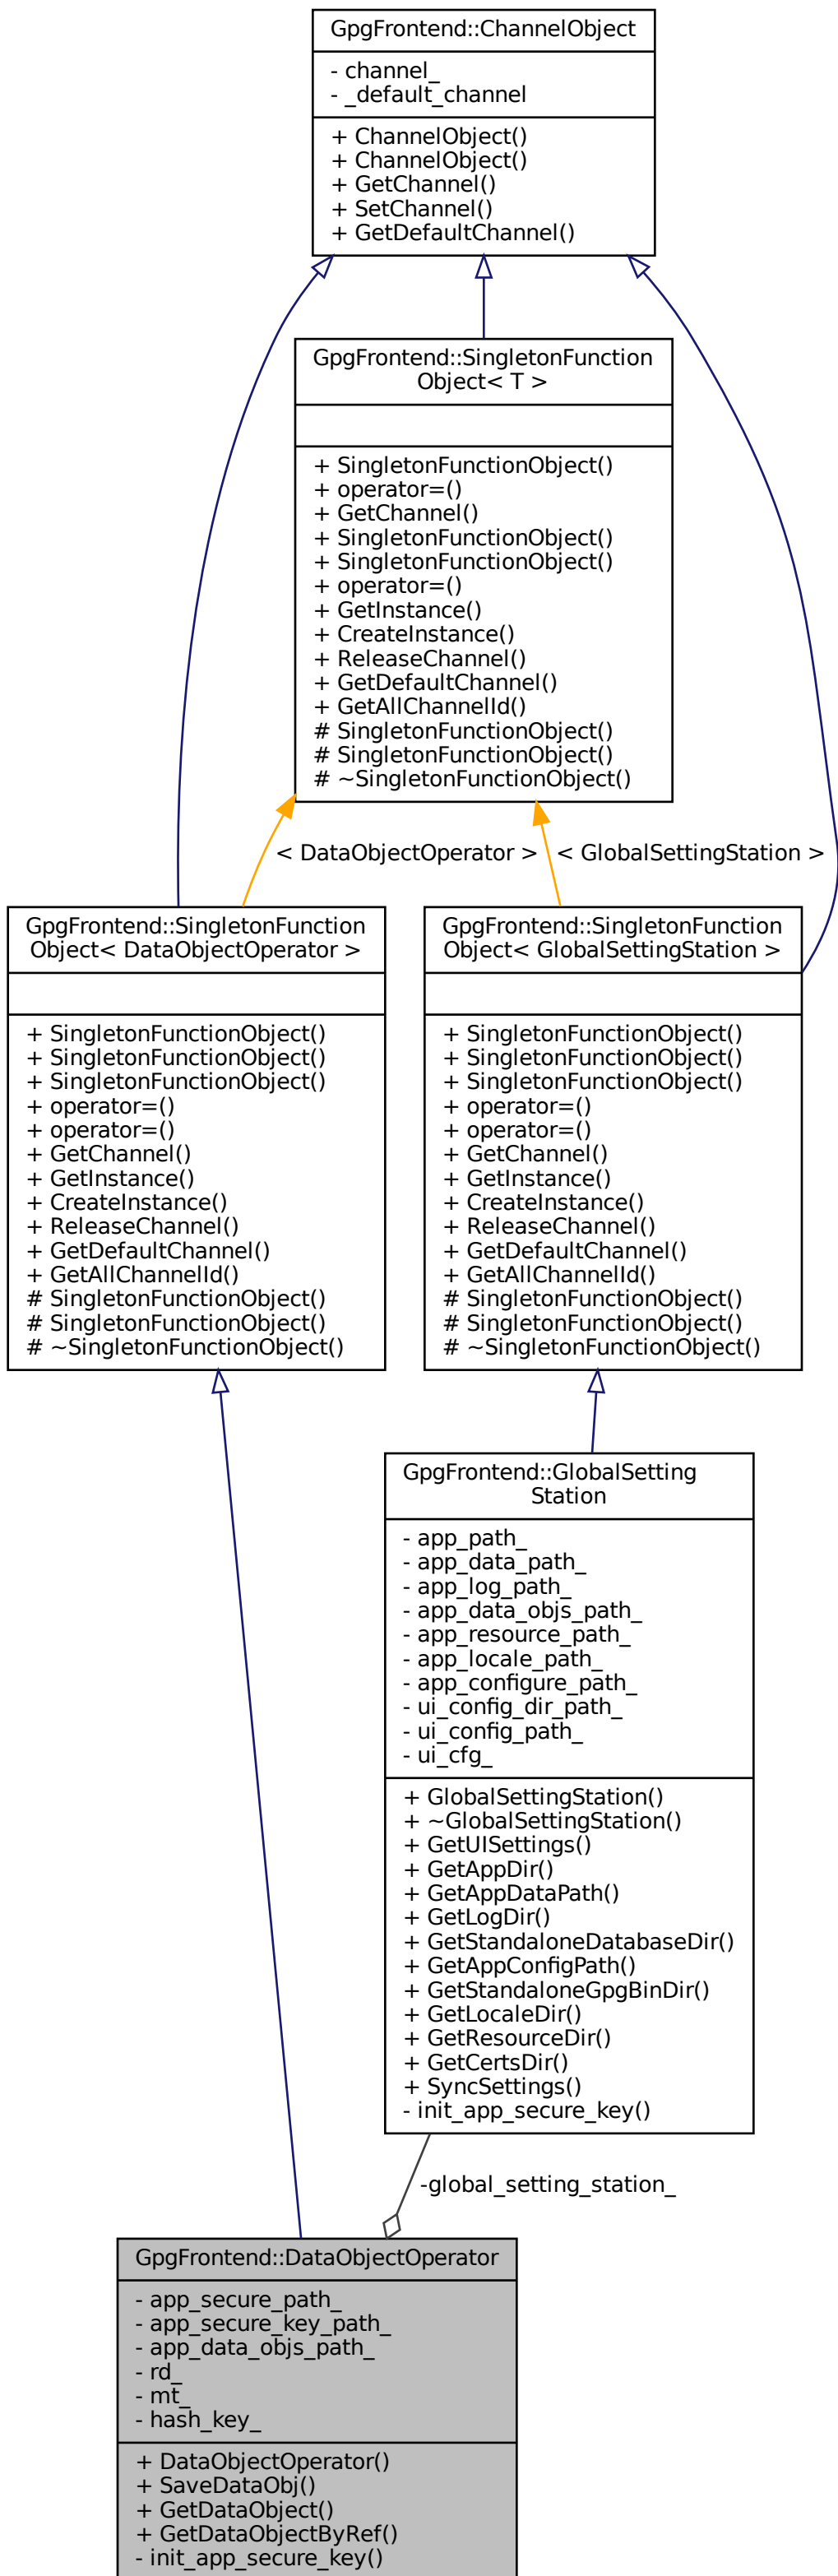 GpgFrontend::ChannelObject
- channel_
- _default_channel
+ ChannelObject()
+ ChannelObject()
+ GetChannel()
+ SetChannel()
+ GetDefaultChannel()
GpgFrontend::SingletonFunction
Object< T >
+ SingletonFunctionObject()
+ operator=()
+ GetChannel()
+ SingletonFunctionObject()
+ SingletonFunctionObject()
+ operator=()
+ GetInstance()
+ CreateInstance()
+ ReleaseChannel()
+ GetDefaultChannel()
+ GetAllChannelId()
# SingletonFunctionObject()
# SingletonFunctionObject()
# ~SingletonFunctionObject()
< DataObjectOperator >
< GlobalSettingStation >
GpgFrontend::SingletonFunction
Object< DataObjectOperator >
+ SingletonFunctionObject()
+ SingletonFunctionObject()
+ SingletonFunctionObject()
+ operator=()
+ operator=()
+ GetChannel()
+ GetInstance()
+ CreateInstance()
+ ReleaseChannel()
+ GetDefaultChannel()
+ GetAllChannelId()
# SingletonFunctionObject()
# SingletonFunctionObject()
# ~SingletonFunctionObject()
GpgFrontend::SingletonFunction
Object< GlobalSettingStation >
+ SingletonFunctionObject()
+ SingletonFunctionObject()
+ SingletonFunctionObject()
+ operator=()
+ operator=()
+ GetChannel()
+ GetInstance()
+ CreateInstance()
+ ReleaseChannel()
+ GetDefaultChannel()
+ GetAllChannelId()
# SingletonFunctionObject()
# SingletonFunctionObject()
# ~SingletonFunctionObject()
GpgFrontend::GlobalSetting
Station
- app_path_
- app_data_path_
- app_log_path_
- app_data_objs_path_
- app_resource_path_
- app_locale_path_
- app_configure_path_
- ui_config_dir_path_
- ui_config_path_
- ui_cfg_
+ GlobalSettingStation()
+ ~GlobalSettingStation()
+ GetUISettings()
+ GetAppDir()
+ GetAppDataPath()
+ GetLogDir()
+ GetStandaloneDatabaseDir()
+ GetAppConfigPath()
+ GetStandaloneGpgBinDir()
+ GetLocaleDir()
+ GetResourceDir()
+ GetCertsDir()
+ SyncSettings()
- init_app_secure_key()
-global_setting_station_
GpgFrontend::DataObjectOperator
- app_secure_path_
- app_secure_key_path_
- app_data_objs_path_
- rd_
- mt_
- hash_key_
+ DataObjectOperator()
+ SaveDataObj()
+ GetDataObject()
+ GetDataObjectByRef()
- init_app_secure_key()